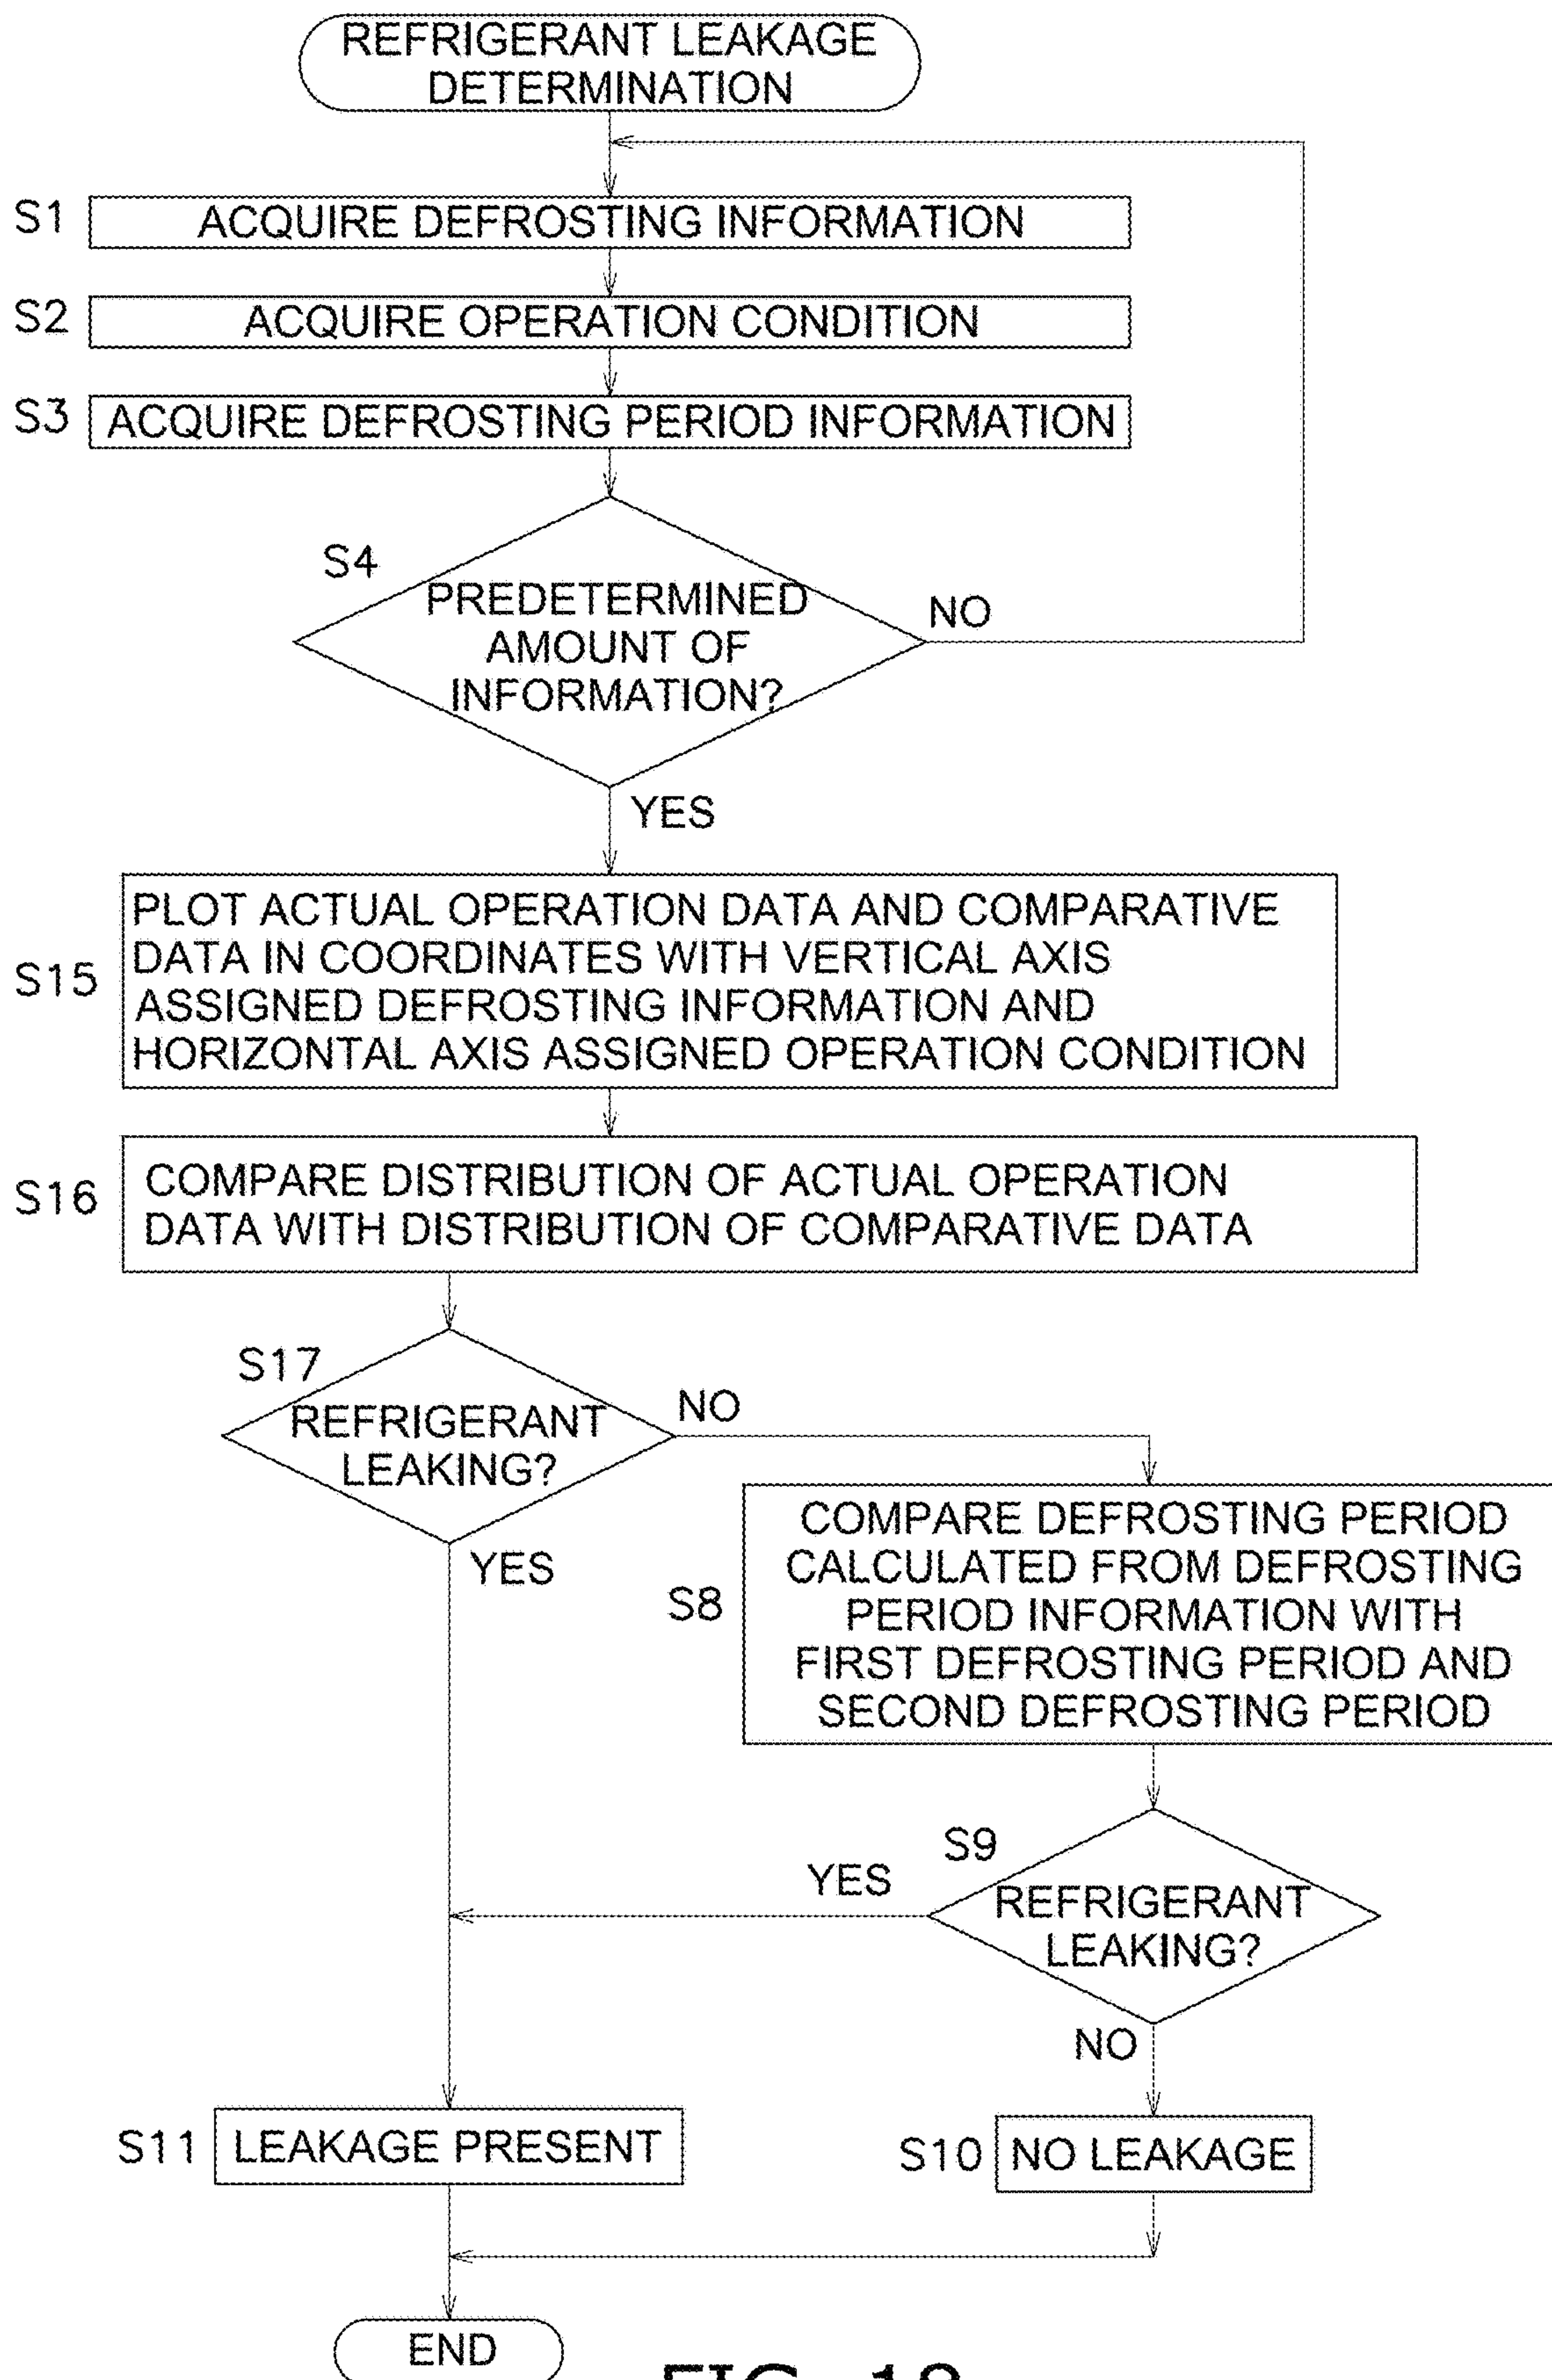 REFRIGERANT LEAKAGE
DETERMINATION
S1
ACQUIRE DEFROSTING INFORMATION
S2
ACQUIRE OPERATION CONDITION
S3
ACQUIRE DEFROSTING PERIOD INFORMATION
S4
PREDETERMINED
AMOUNT OF
INFORMATION?
NO
YES
S15
PLOT ACTUAL OPERATION DATA AND COMPARATIVE
DATA IN COORDINATES WITH VERTICAL AXIS
ASSIGNED DEFROSTING INFORMATION AND
HORIZONTAL AXIS ASSIGNED OPERATION CONDITION
S16
COMPARE DISTRIBUTION OF ACTUAL OPERATION
DATA WITH DISTRIBUTION OF COMPARATIVE DATA
S17
REFRIGERANT
LEAKING?
NO
YES
S8
COMPARE DEFROSTING PERIOD
CALCULATED FROM DEFROSTING
PERIOD INFORMATION WITH
FIRST DEFROSTING PERIOD AND
SECOND DEFROSTING PERIOD
S9
REFRIGERANT
LEAKING?
YES
NO
S11
LEAKAGE PRESENT
S10
NO LEAKAGE
END